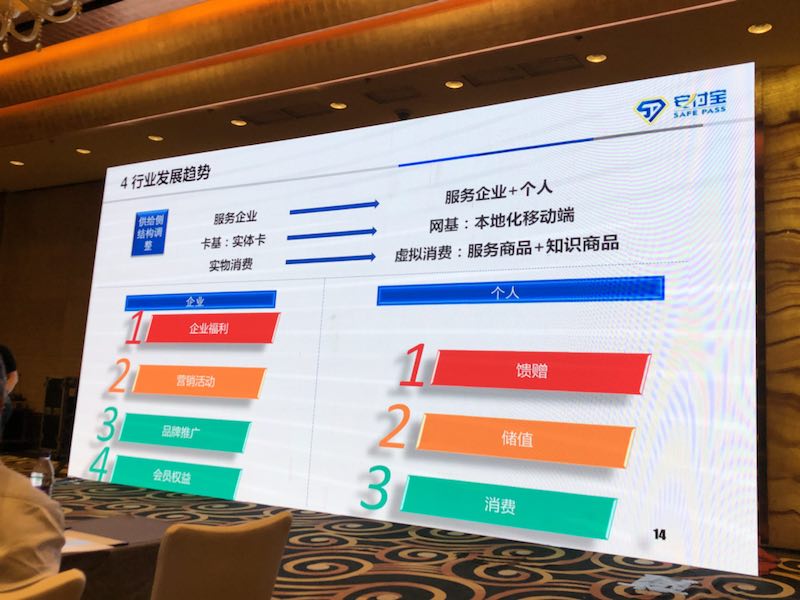 安付宝
SAFE PASS
4 行业发展趋势
供给侧
结构调
整
服务企业
服务企业+个人
卡基：实体卡
网基：本地化移动端
实物消费
虚拟消费：服务商品+知识商品
企业
1 企业福利
2 营销活动
3 品牌推广
4 会员权益
个人
1 馈赠
2 储值
3 消费
14